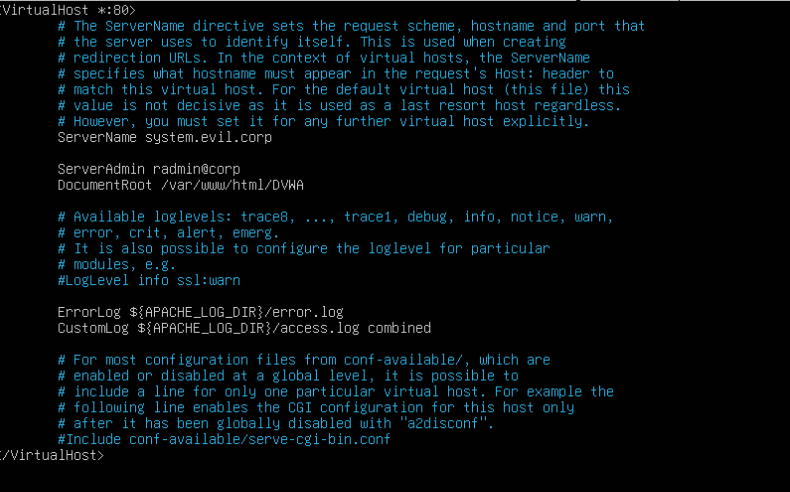 <VirtualHost *:80>
# The ServerName directive sets the request scheme, hostname and port that
# the server uses to identify itself. This is used when creating
# redirection URLs. In the context of virtual hosts, the ServerName
# specifies what hostname must appear in the request's Host: header to
# match this virtual host. For the default virtual host (this file) this
# value is not decisive as it is used as a last resort host regardless.
# However, you must set it for any further virtual host explicitly.
ServerName system.evil.corp
ServerAdmin radmin@corp
DocumentRoot /var/www/html/DVWA
# Available loglevels: trace8, ..., trace1, debug, info, notice, warn,
# error, crit, alert, emerg.
# It is also possible to configure the loglevel for particular
# modules, e.g.
#LogLevel info ssl:warn
ErrorLog ${APACHE_LOG_DIR}/error.log
CustomLog ${APACHE_LOG_DIR}/access.log combined
# For most configuration files from conf-available/, which are
# enabled or disabled at a global level, it is possible to
# include a line for only one particular virtual host. For example the
# following line enables the CGI configuration for this host only
# after it has been globally disabled with "a2disconf".
#Include conf-available/serve-cgi-bin.conf
</VirtualHost>